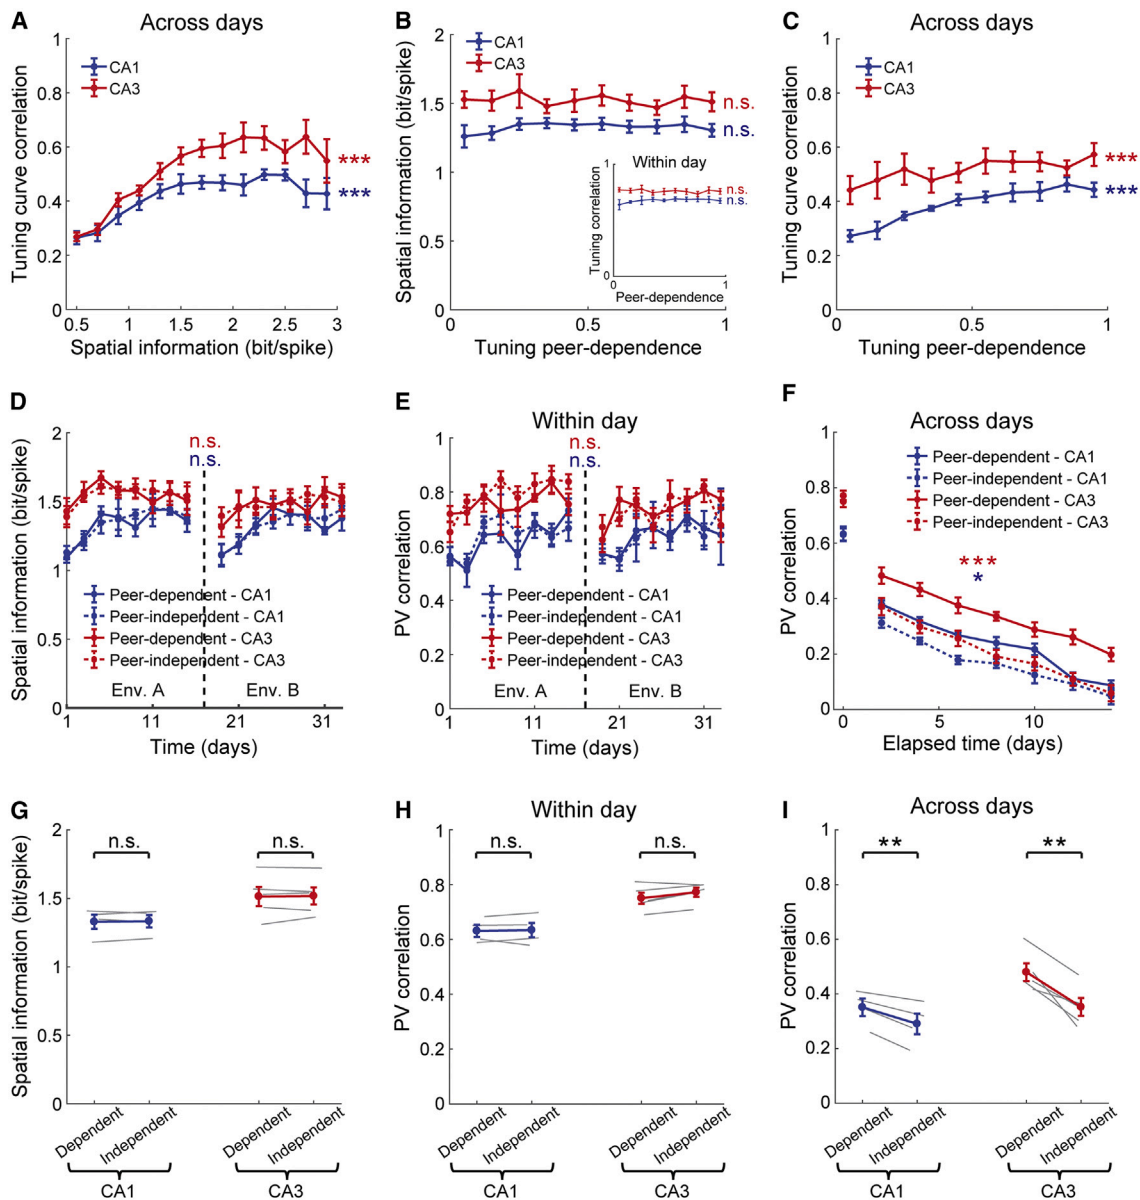 A
Across days
Tuning curve correlation
1
0.8
0.6
0.4
0.2
0
CA1
CA3
***
***
0.5
1
1.5
2
2.5
3
Spatial information (bit/spike)
B
Spatial information (bit/spike)
2
1.5
1
0.5
0
CA1
CA3
n.s.
n.s.
Within day
Tuning correlation
1
0
n.s.
n.s.
0
1
Peer-dependence
0
0.5
1
Tuning peer-dependence
C
Across days
Tuning curve correlation
1
0.8
0.6
0.4
0.2
0
CA1
CA3
***
***
0
0.5
1
Tuning peer-dependence
D
Spatial information (bit/spike)
2
1.5
1
0.5
0
n.s.
n.s.
Peer-dependent - CA1
Peer-independent - CA1
Peer-dependent - CA3
Peer-independent - CA3
Env. A
Env. B
1
11
21
31
Time (days)
E
Within day
PV correlation
1
0.8
0.6
0.4
0.2
0
n.s.
n.s.
Peer-dependent - CA1
Peer-independent - CA1
Peer-dependent - CA3
Peer-independent - CA3
Env. A
Env. B
1
11
21
31
Time (days)
F
Across days
PV correlation
0.8
0.6
0.4
0.2
0
Peer-dependent - CA1
Peer-independent - CA1
Peer-dependent - CA3
Peer-independent - CA3
***
*
0
5
10
Elapsed time (days)
G
Spatial information (bit/spike)
2
1.5
1
0.5
0
n.s.
n.s.
Dependent
Independent
Dependent
Independent
CA1
CA3
H
Within day
PV correlation
1
0.8
0.6
0.4
0.2
0
n.s.
n.s.
Dependent
Independent
Dependent
Independent
CA1
CA3
I
Across days
PV correlation
1
0.8
0.6
0.4
0.2
0
**
**
Dependent
Independent
Dependent
Independent
CA1
CA3